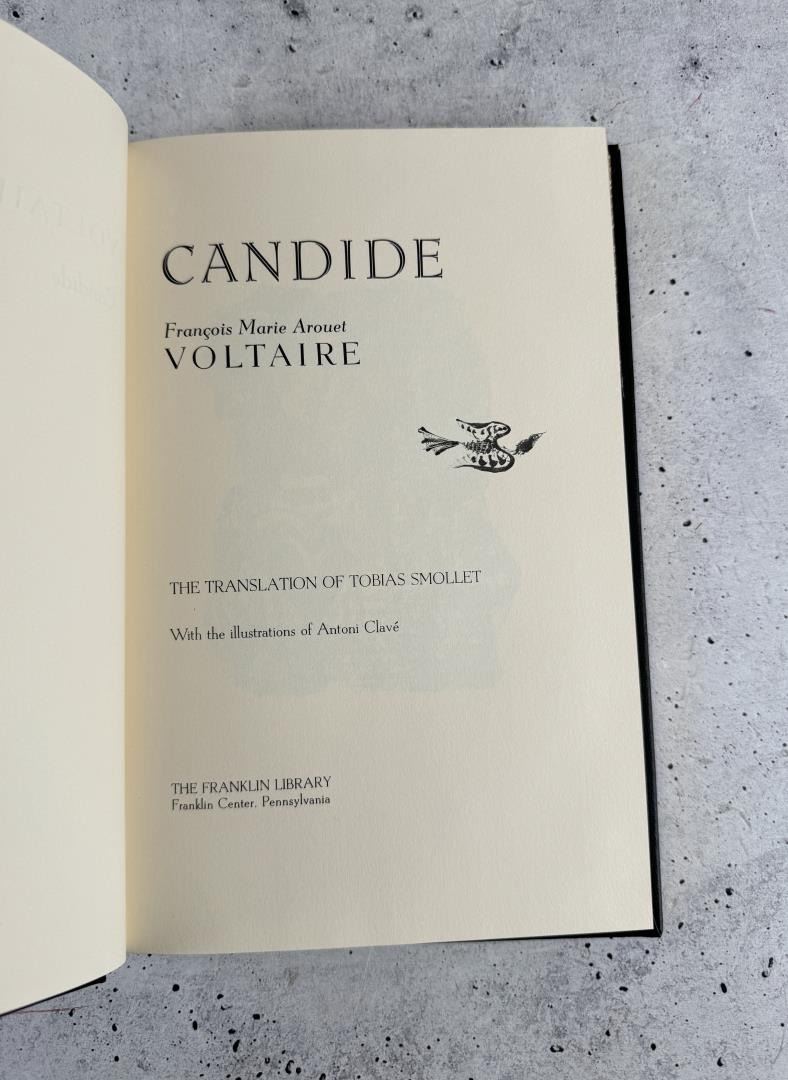 CANDIDE
François Marie Arouet
VOLTAIRE
THE TRANSLATION OF TOBIAS SMOLLET
With the illustrations of Antoni Clavé
THE FRANKLIN LIBRARY
Franklin Center, Pennsylvania